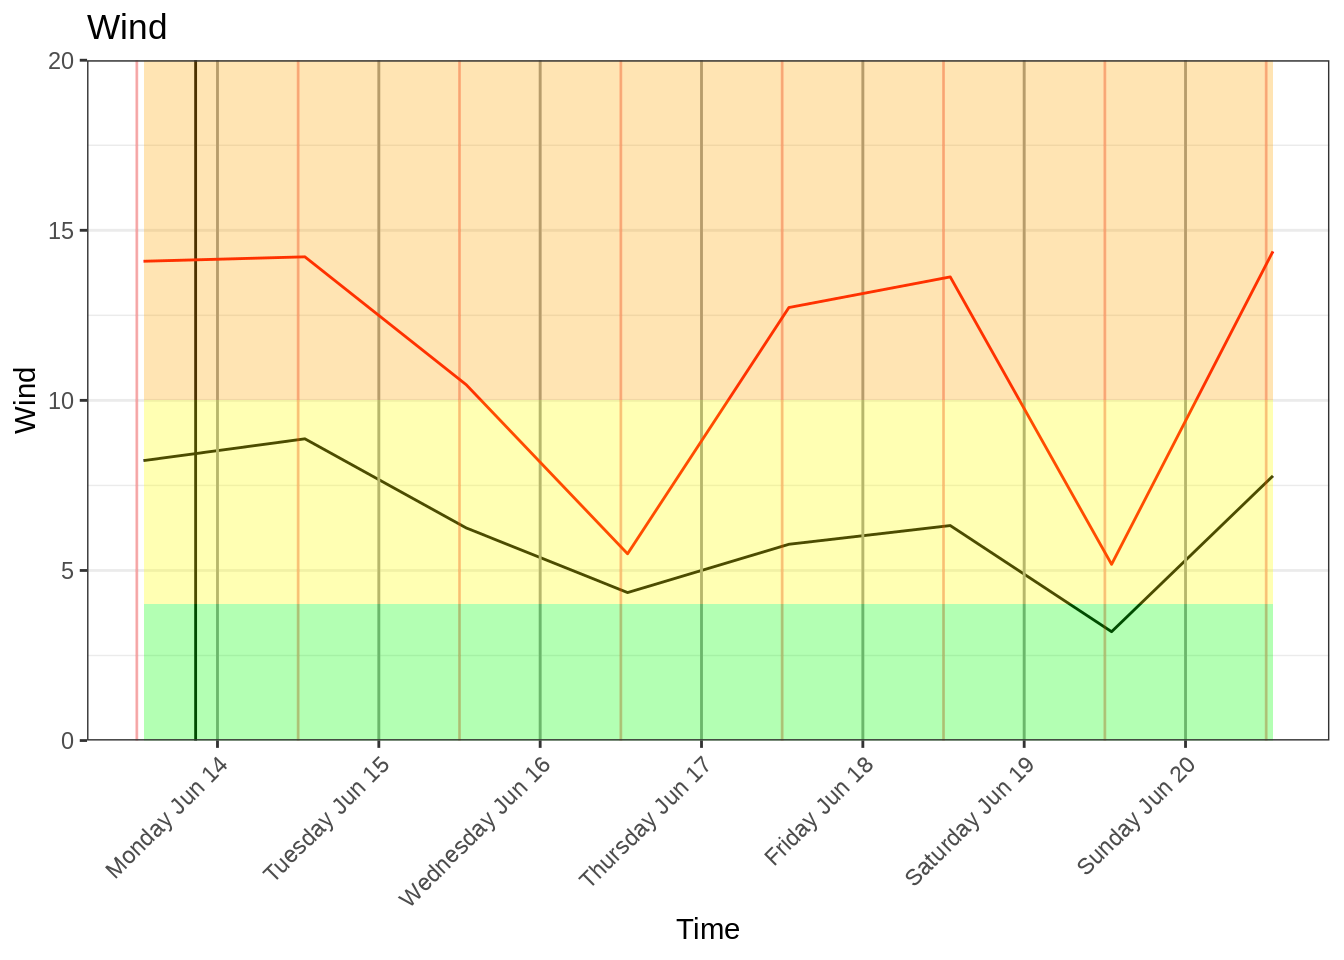 Wind
20
15
10
5
0
Wind
Monday Jun 14
Tuesday Jun 15
Wednesday Jun 16
Thursday Jun 17
Friday Jun 18
Saturday Jun 19
Sunday Jun 20
Time